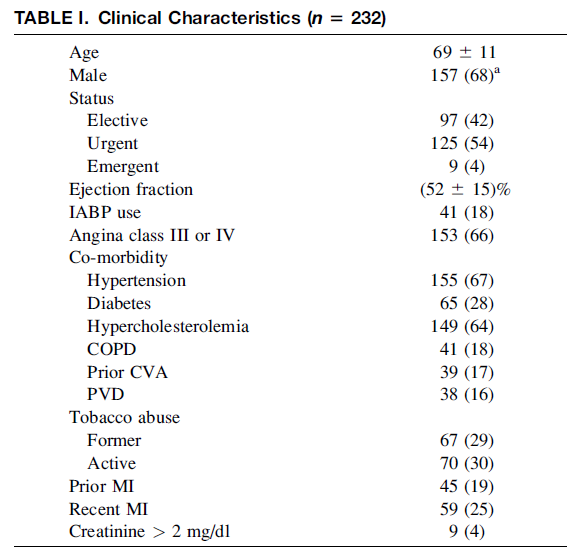 TABLE I. Clinical Characteristics (n = 232)
Age 69 ± 11
Male 157 (68)ᵃ
Status
Elective 97 (42)
Urgent 125 (54)
Emergent 9 (4)
Ejection fraction (52 ± 15)%
IABP use 41 (18)
Angina class III or IV 153 (66)
Co-morbidity
Hypertension 155 (67)
Diabetes 65 (28)
Hypercholesterolemia 149 (64)
COPD 41 (18)
Prior CVA 39 (17)
PVD 38 (16)
Tobacco abuse
Former 67 (29)
Active 70 (30)
Prior MI 45 (19)
Recent MI 59 (25)
Creatinine > 2 mg/dl 9 (4)